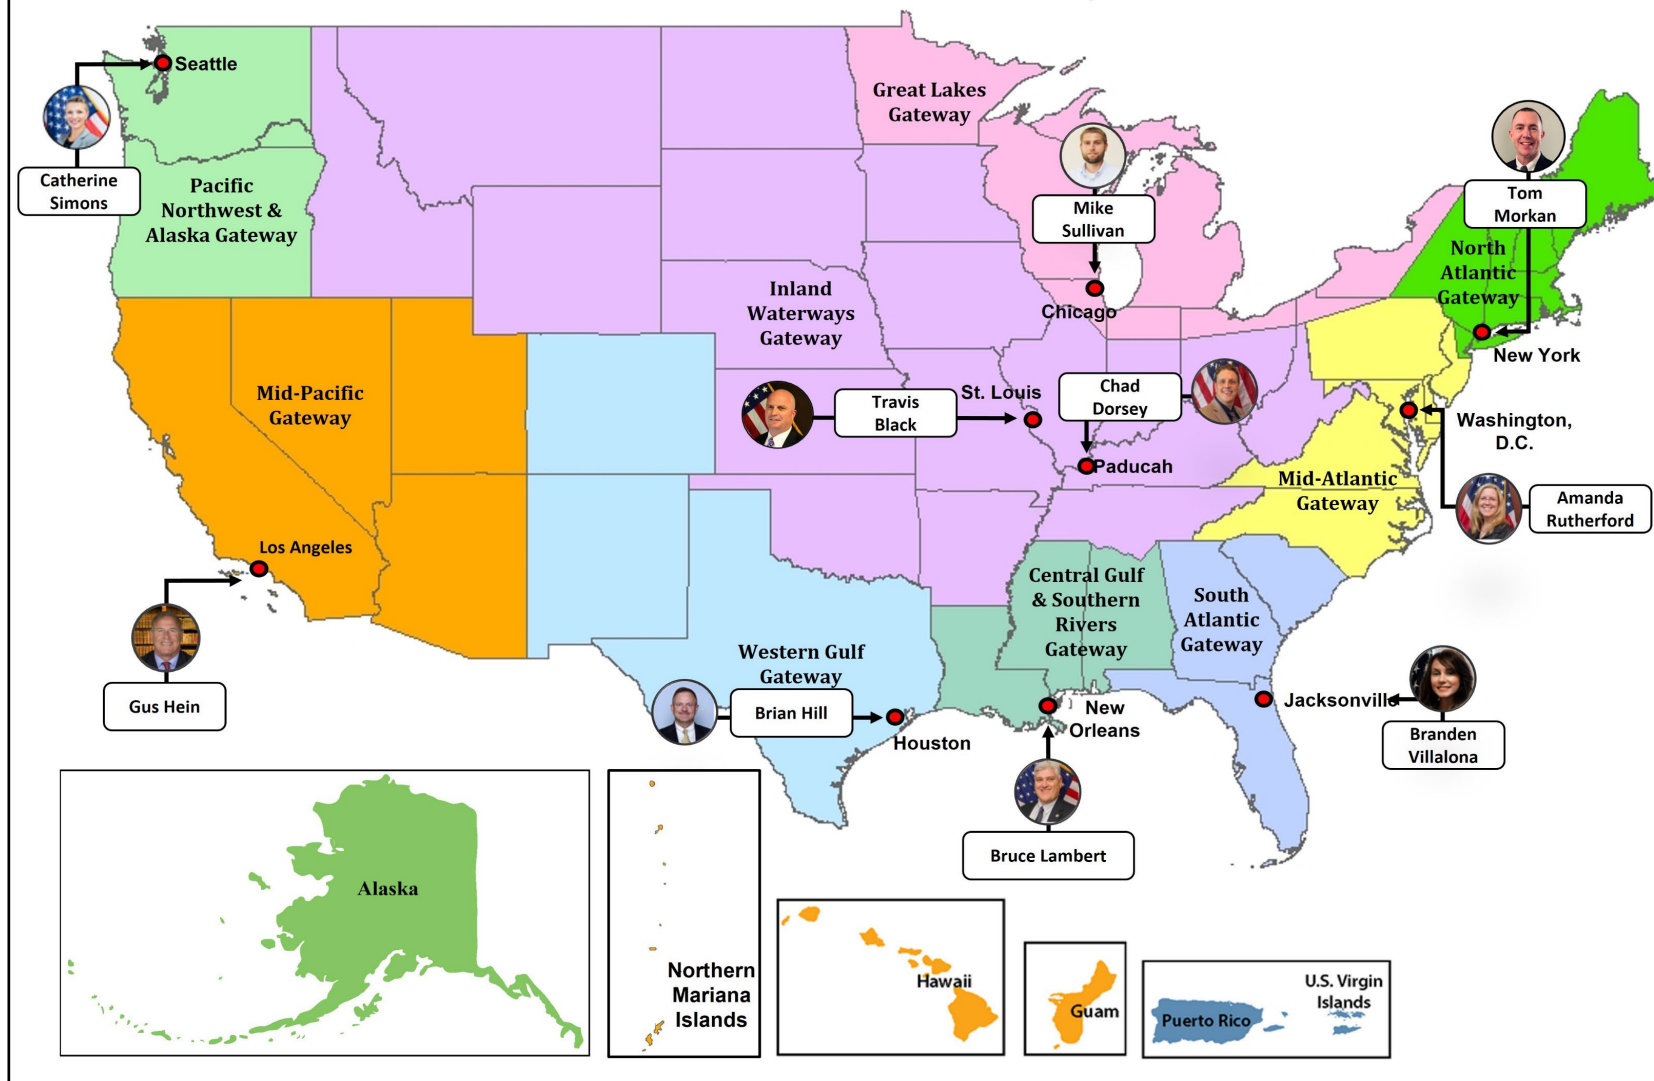 Seattle
Catherine
Simons
Pacific
Northwest &
Alaska Gateway
Great Lakes
Gateway
Mike
Sullivan
Chicago
Tom
Morkan
North
Atlantic
Gateway
New York
Inland
Waterways
Gateway
Mid-Pacific
Gateway
Travis
Black
St. Louis
Chad
Dorsey
Paducah
Washington,
D.C.
Mid-Atlantic
Gateway
Amanda
Rutherford
Los Angeles
Gus Hein
Central Gulf
& Southern
Rivers
Gateway
South
Atlantic
Gateway
Western Gulf
Gateway
Brian Hill
Houston
New
Orleans
Bruce Lambert
Jacksonville
Branden
Villalona
Alaska
Northern
Mariana
Islands
Hawaii
Guam
Puerto Rico
U.S. Virgin
Islands